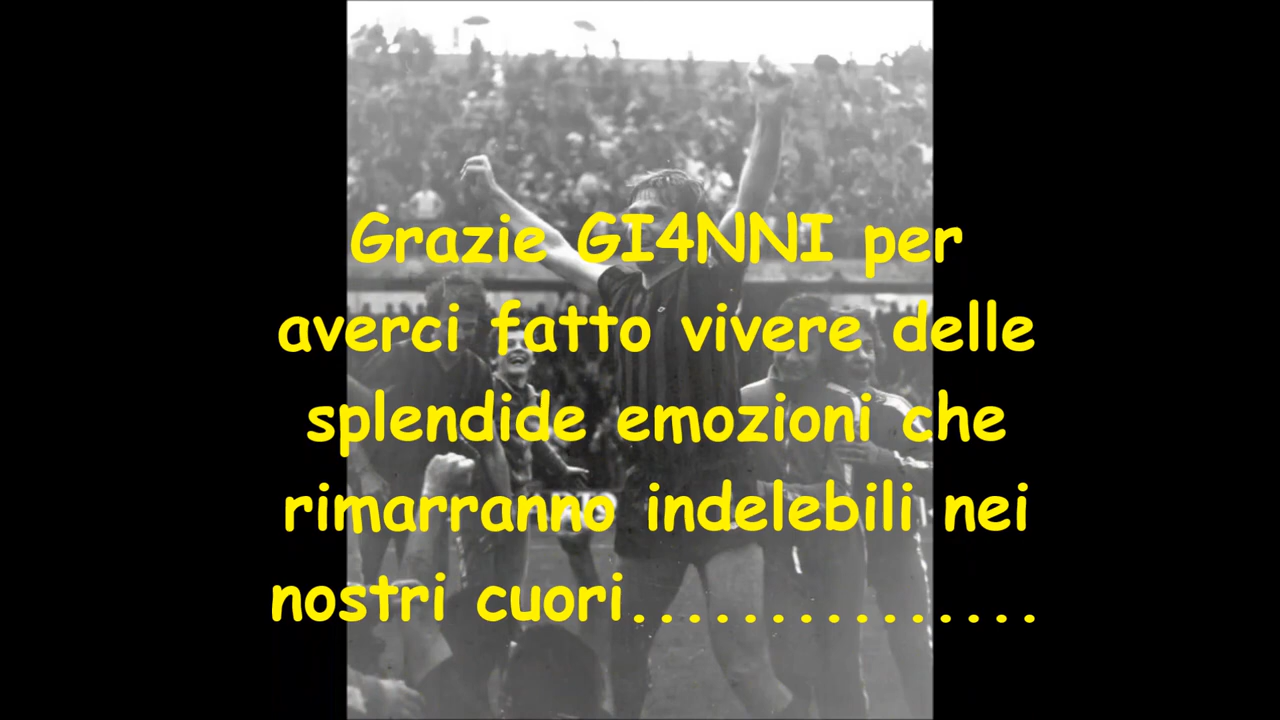 Grazie GI4NNI per
averci fatto vivere delle
splendide emozioni che
rimarranno indelebili nei
nostri cuori...............